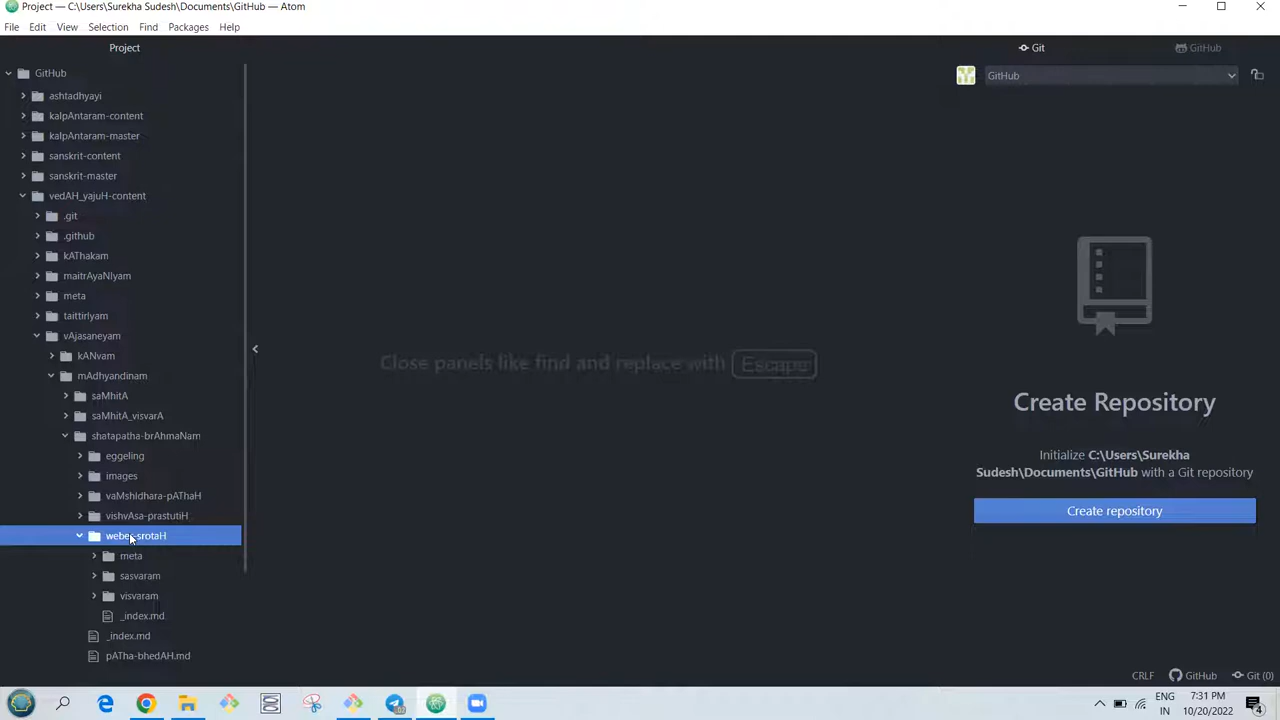 Project — C:\Users\Surekha Sudesh\Documents\GitHub — Atom
File Edit View Selection Find Packages Help
Project
Git
GitHub
GitHub
GitHub
ashtadhyayi
kalpAntaram-content
kalpAntaram-master
sanskrit-content
sanskrit-master
vedAH_yajuH-content
.git
.github
kAThakam
maitrAyaNIyam
meta
taittirIyam
vAjasaneyam
kANvam
mAdhyandinam
saMhitA
saMhitA_visvarA
shatapatha-brAhmaNam
eggeling
images
vaMshIdhara-pAThaH
vishvAsa-prastutiH
weber-srotaH
meta
sasvaram
visvaram
_index.md
_index.md
pATha-bhedAH.md
Close panels like find and replace with Escape
Create Repository
Initialize C:\Users\Surekha
Sudesh\Documents\GitHub with a Git repository
Create repository
CRLF GitHub Git (0)
ENG
IN
7:31 PM
10/20/2022
4